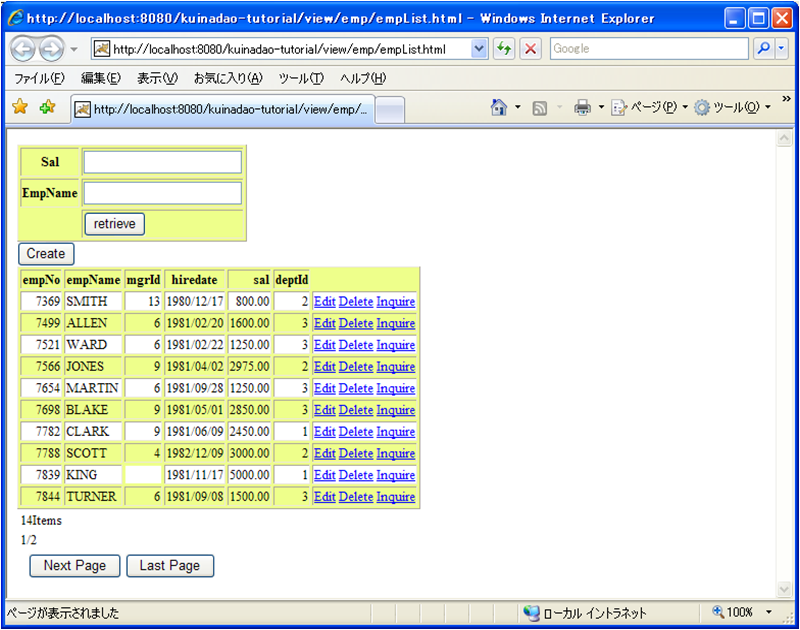 http://localhost:8080/kuinadao-tutorial/view/emp/empList.html - Windows Internet Explorer
http://localhost:8080/kuinadao-tutorial/view/emp/empList.html Google
ファイル(F) 編集(E) 表示(V) お気に入り(A) ツール(T) ヘルプ(H)
http://localhost:8080/kuinadao-tutorial/view/emp/... ページ(P) ツール(O) »
Sal
EmpName
retrieve
Create
empNo empName mgrId hiredate sal deptId
7369 SMITH 13 1980/12/17 800.00 2 Edit Delete Inquire
7499 ALLEN 6 1981/02/20 1600.00 3 Edit Delete Inquire
7521 WARD 6 1981/02/22 1250.00 3 Edit Delete Inquire
7566 JONES 9 1981/04/02 2975.00 2 Edit Delete Inquire
7654 MARTIN 6 1981/09/28 1250.00 3 Edit Delete Inquire
7698 BLAKE 9 1981/05/01 2850.00 3 Edit Delete Inquire
7782 CLARK 9 1981/06/09 2450.00 1 Edit Delete Inquire
7788 SCOTT 4 1982/12/09 3000.00 2 Edit Delete Inquire
7839 KING 1981/11/17 5000.00 1 Edit Delete Inquire
7844 TURNER 6 1981/09/08 1500.00 3 Edit Delete Inquire
14Items
1/2
Next Page Last Page
ページが表示されました ローカル イントラネット 100%